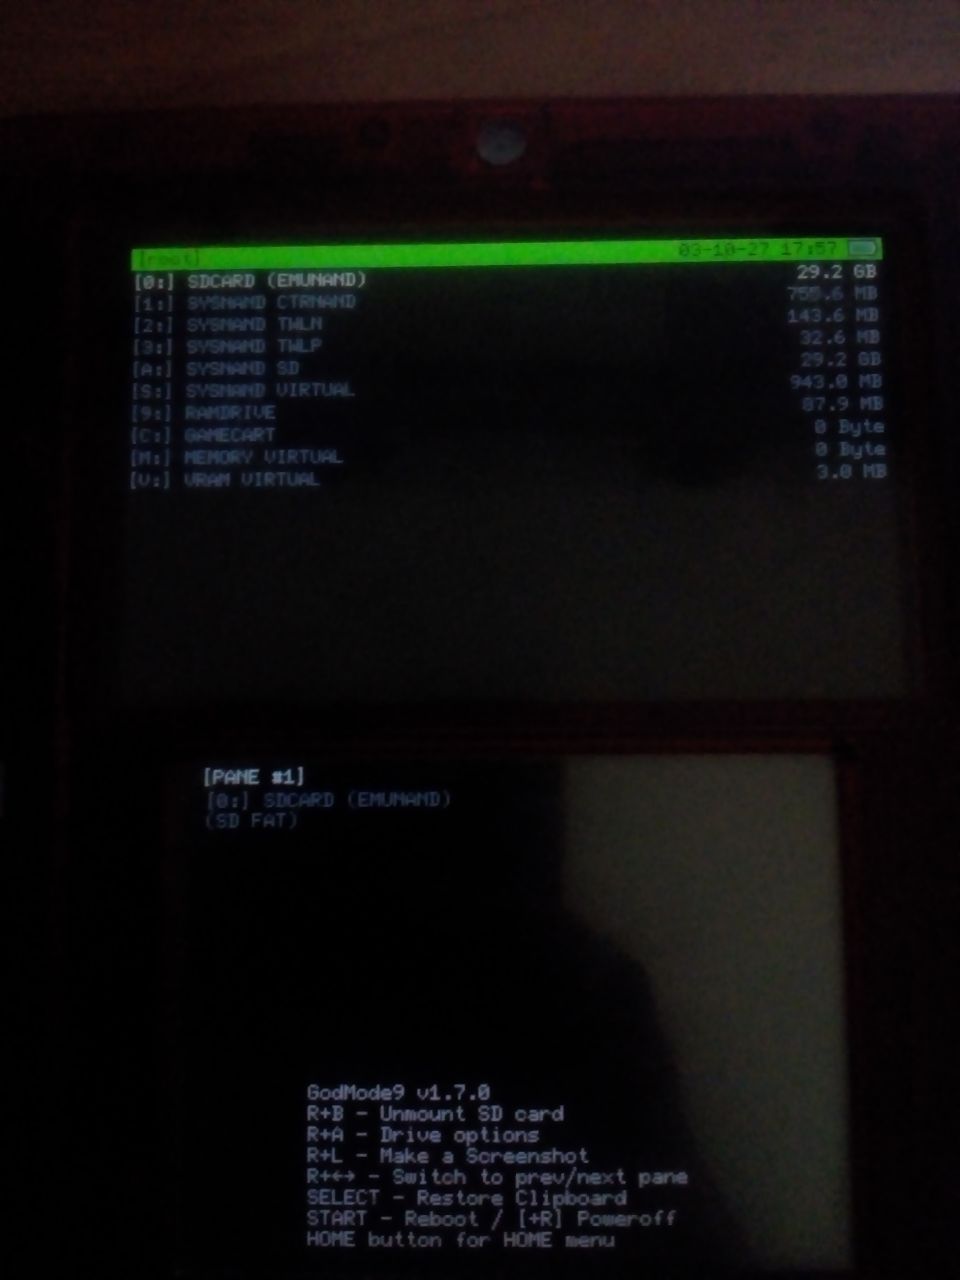 [root] 03-10-27 17:57
[0:] SDCARD (EMUNAND) 29.2 GB
[1:] SYSNAND CTRNAND 755.6 MB
[2:] SYSNAND TWLN 143.6 MB
[3:] SYSNAND TWLP 32.6 MB
[A:] SYSNAND SD 29.2 GB
[S:] SYSNAND VIRTUAL 943.0 MB
[9:] RAMDRIVE 87.9 MB
[C:] GAMECART 0 Byte
[M:] MEMORY VIRTUAL 0 Byte
[V:] VRAM VIRTUAL 3.0 MB
[PANE #1]
[0:] SDCARD (EMUNAND)
(SD FAT)
GodMode9 v1.7.0
R+B - Unmount SD card
R+A - Drive options
R+L - Make a Screenshot
R+←→ - Switch to prev/next pane
SELECT - Restore Clipboard
START - Reboot / [+R] Poweroff
HOME button for HOME menu